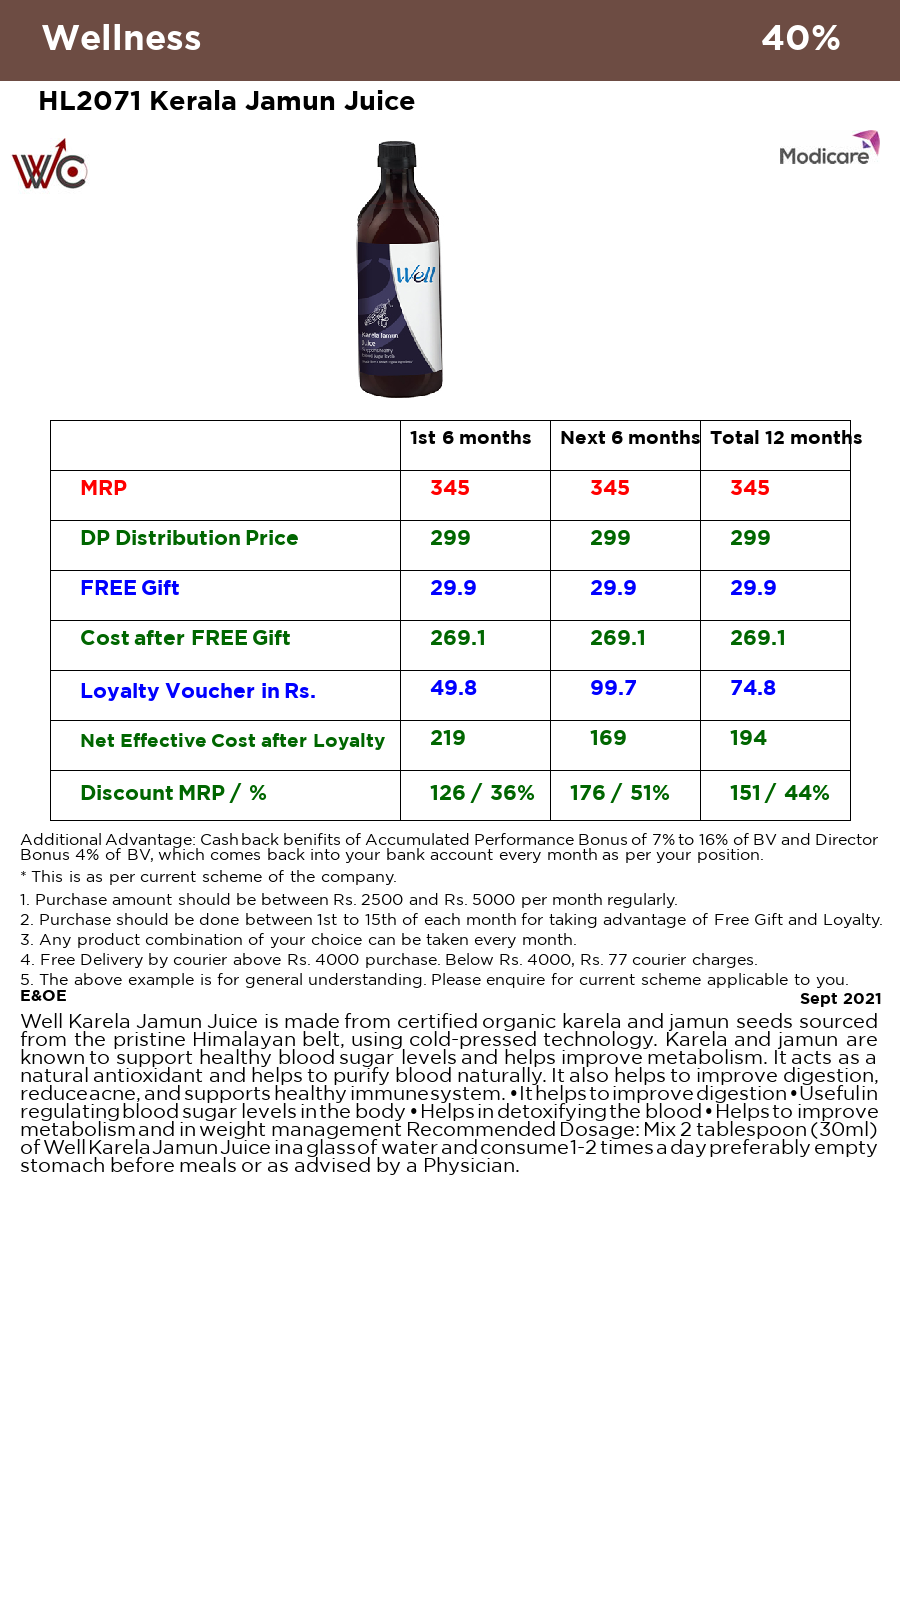 Wellness 40%
HL2071 Kerala Jamun Juice
WC
Modicare
Well
Karela Jamun
Juice
1st 6 months Next 6 months Total 12 months
MRP 345 345 345
DP Distribution Price 299 299 299
FREE Gift 29.9 29.9 29.9
Cost after FREE Gift 269.1 269.1 269.1
Loyalty Voucher in Rs. 49.8 99.7 74.8
Net Effective Cost after Loyalty 219 169 194
Discount MRP / % 126 / 36% 176 / 51% 151 / 44%
Additional Advantage: Cash back benifits of Accumulated Performance Bonus of 7% to 16% of BV and Director
Bonus 4% of BV, which comes back into your bank account every month as per your position.
* This is as per current scheme of the company.
1. Purchase amount should be between Rs. 2500 and Rs. 5000 per month regularly.
2. Purchase should be done between 1st to 15th of each month for taking advantage of Free Gift and Loyalty.
3. Any product combination of your choice can be taken every month.
4. Free Delivery by courier above Rs. 4000 purchase. Below Rs. 4000, Rs. 77 courier charges.
5. The above example is for general understanding. Please enquire for current scheme applicable to you.
E&OE Sept 2021
Well Karela Jamun Juice is made from certified organic karela and jamun seeds sourced
from the pristine Himalayan belt, using cold-pressed technology. Karela and jamun are
known to support healthy blood sugar levels and helps improve metabolism. It acts as a
natural antioxidant and helps to purify blood naturally. It also helps to improve digestion,
reduce acne, and supports healthy immune system. • It helps to improve digestion • Useful in
regulating blood sugar levels in the body • Helps in detoxifying the blood • Helps to improve
metabolism and in weight management Recommended Dosage: Mix 2 tablespoon (30ml)
of Well Karela Jamun Juice in a glass of water and consume 1-2 times a day preferably empty
stomach before meals or as advised by a Physician.